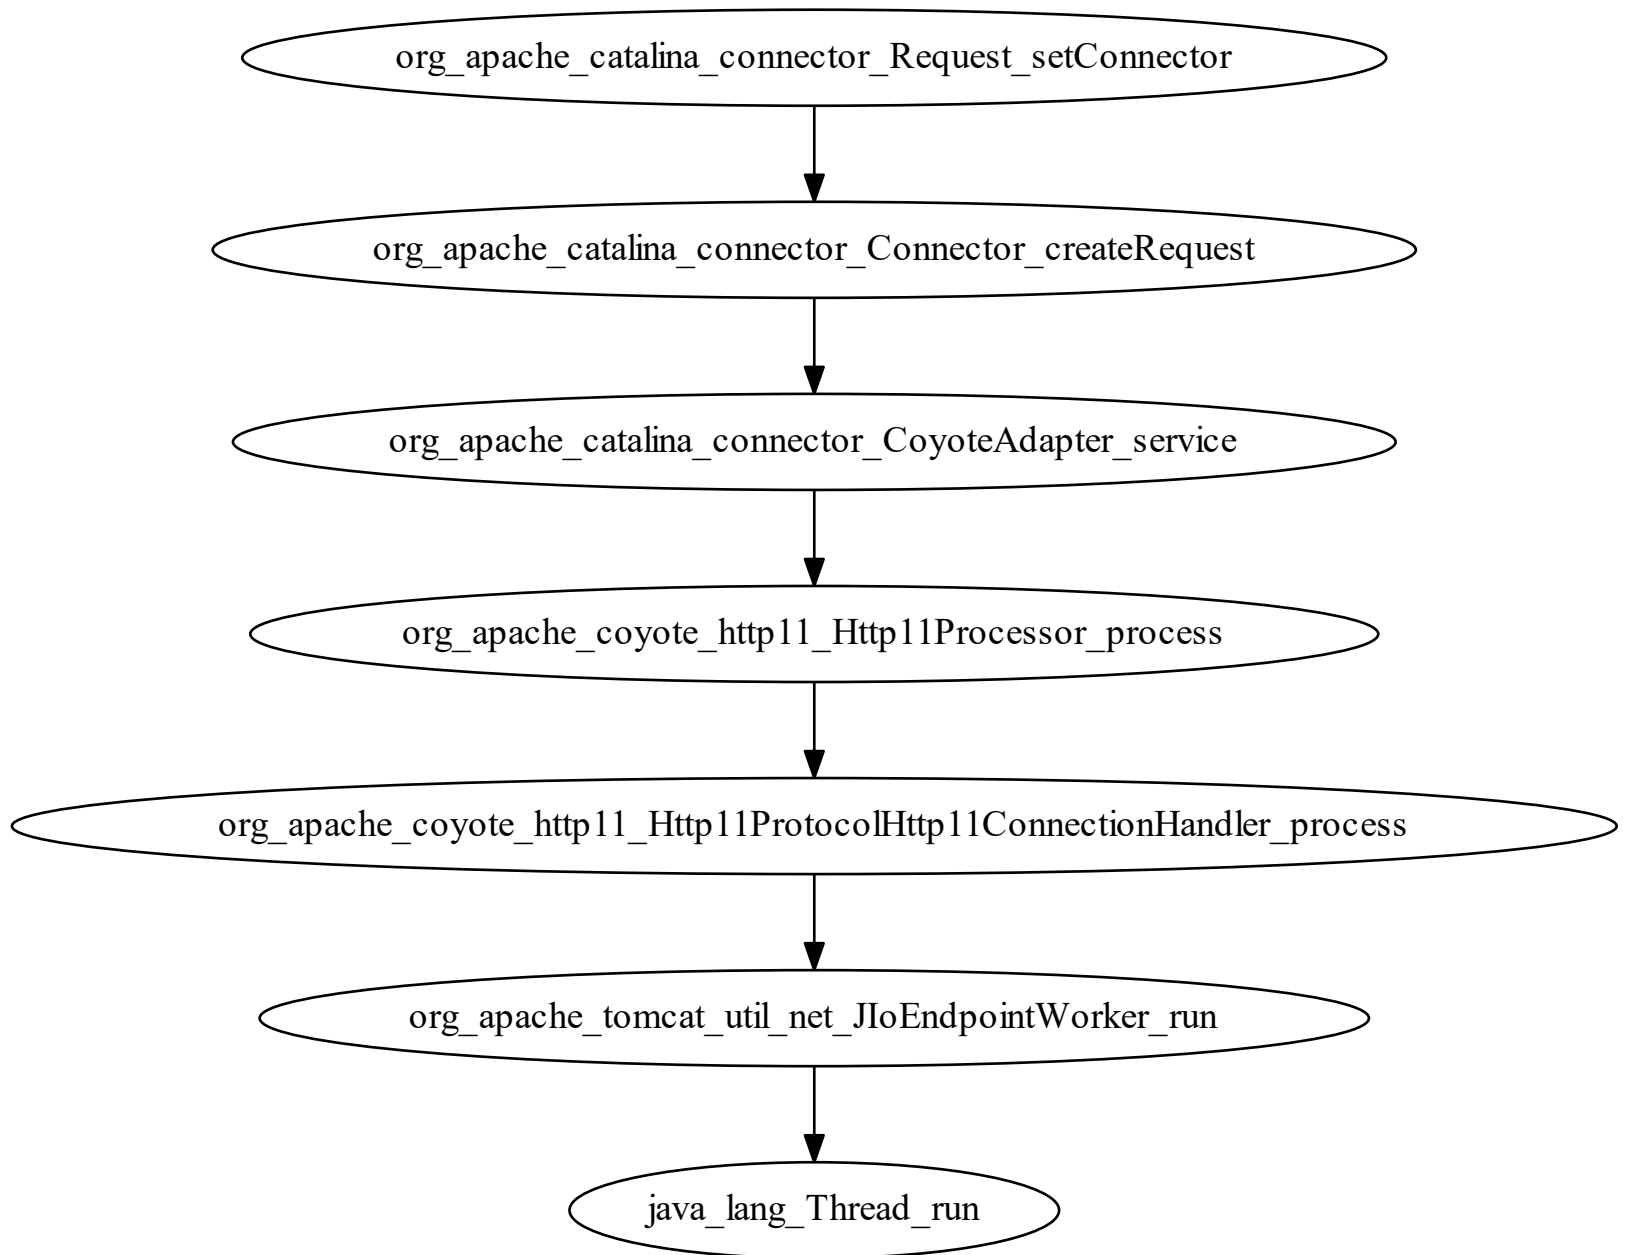 org_apache_catalina_connector_Request_setConnector
org_apache_catalina_connector_Connector_createRequest
org_apache_catalina_connector_CoyoteAdapter_service
org_apache_coyote_http11_Http11Processor_process
org_apache_coyote_http11_Http11ProtocolHttp11ConnectionHandler_process
org_apache_tomcat_util_net_JIoEndpointWorker_run
java_lang_Thread_run